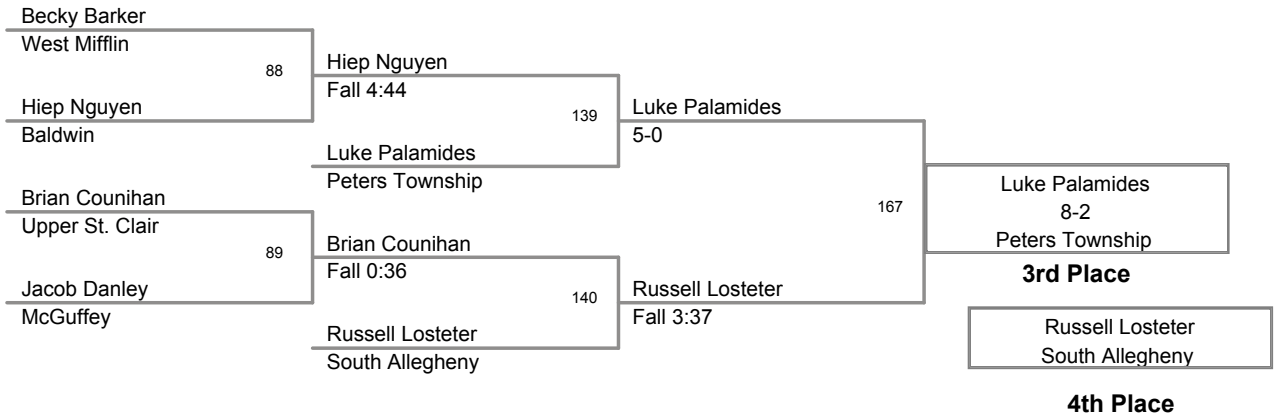 Becky Barker
West Mifflin
88
Hiep Nguyen
Fall 4:44
Hiep Nguyen
Baldwin
139
Luke Palamides
5-0
Luke Palamides
Peters Township
Brian Counihan
Upper St. Clair
167
Luke Palamides
8-2
Peters Township
89
Brian Counihan
Fall 0:36
3rd Place
Jacob Danley
McGuffey
140
Russell Losteter
Fall 3:37
Russell Losteter
South Allegheny
Russell Losteter
South Allegheny
4th Place